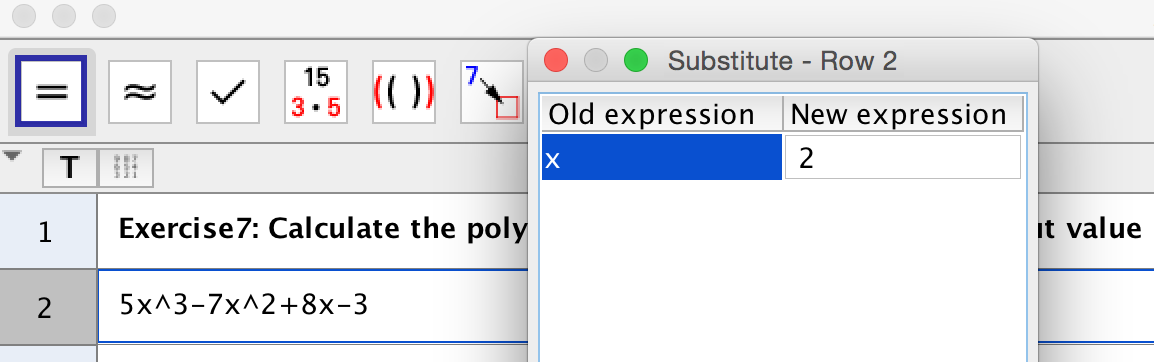 Substitute - Row 2
= ≈ ✓ 15 3·5 (( )) 7
Old expression New expression
x 2
T
1 Exercise7: Calculate the poly value
2 5x^3-7x^2+8x-3